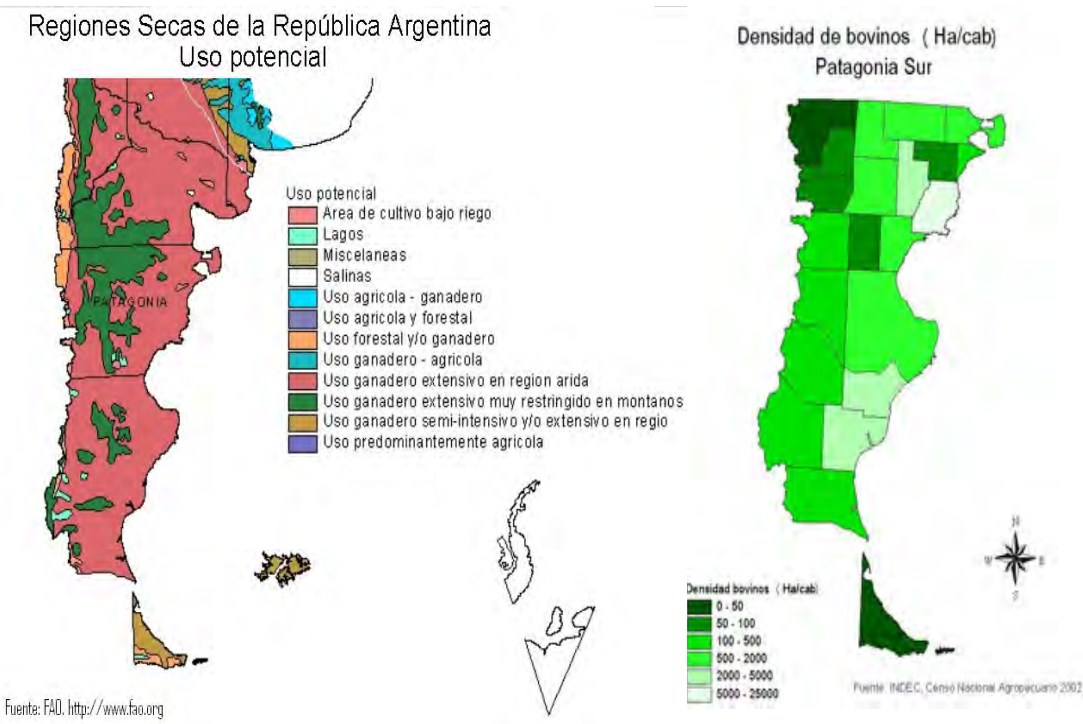 Regiones Secas de la República Argentina
Uso potencial
PATAGONIA
Uso potencial
Area de cultivo bajo riego
Lagos
Miscelaneas
Salinas
Uso agricola - ganadero
Uso agricola y forestal
Uso forestal y/o ganadero
Uso ganadero - agricola
Uso ganadero extensivo en region arida
Uso ganadero extensivo muy restringido en montanos
Uso ganadero semi-intensivo y/o extensivo en regio
Uso predominantemente agricola
Fuente: FAO. http://www.fao.org
Densidad de bovinos ( Ha/cab)
Patagonia Sur
N
W E
S
Densidad bovinos ( Ha/cab)
0 - 50
50 - 100
100 - 500
500 - 2000
2000 - 5000
5000 - 25000
Fuente: INDEC, Censo Nacional Agropecuario 2002